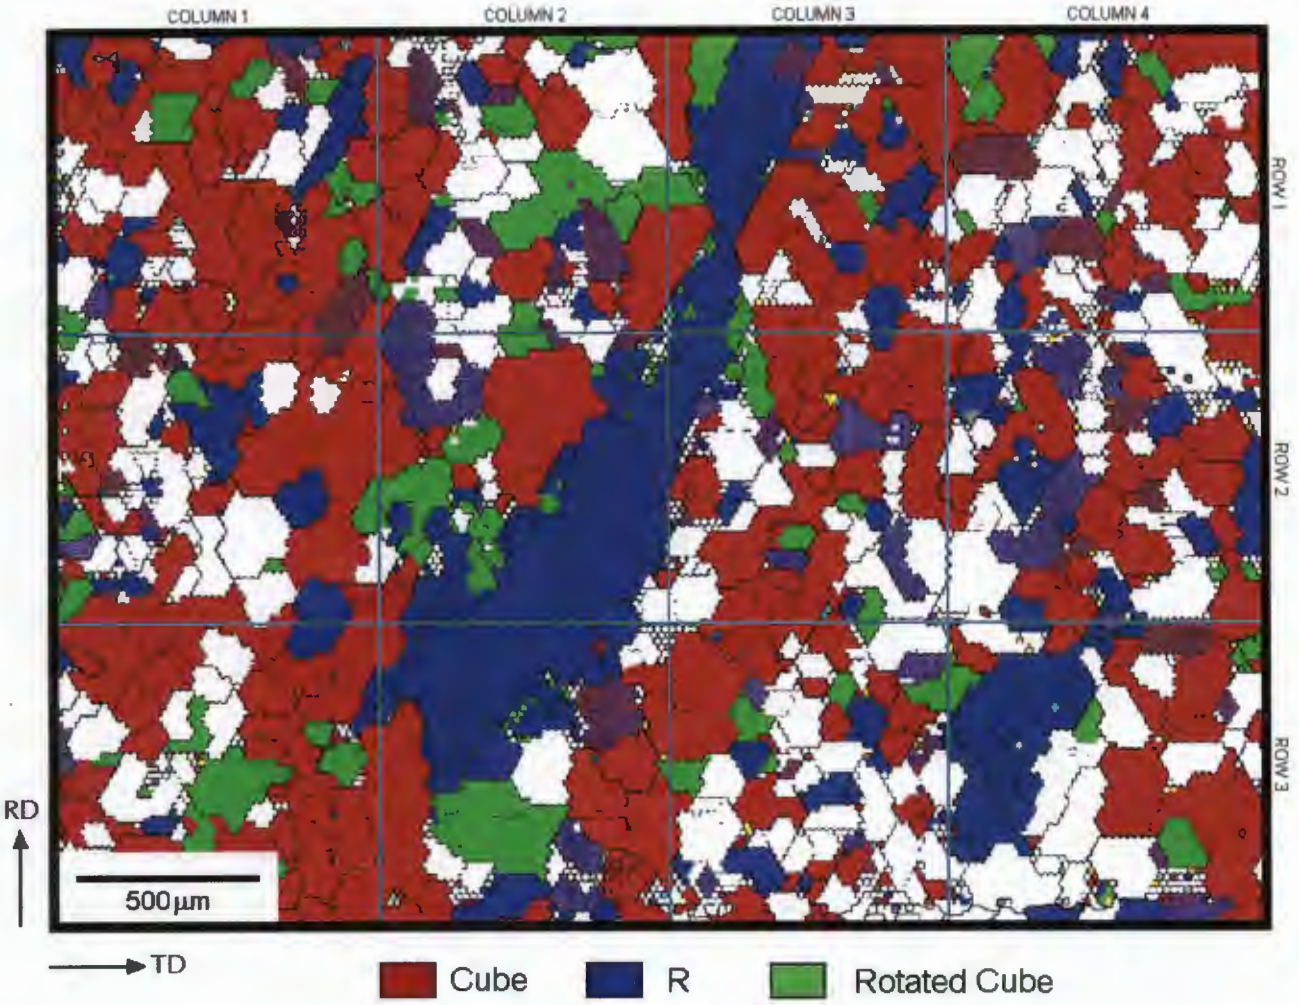 COLUMN 1 COLUMN 2 COLUMN 3 COLUMN 4
ROW 1
ROW 2
ROW 3
RD
500 μm
TD
Cube R Rotated Cube